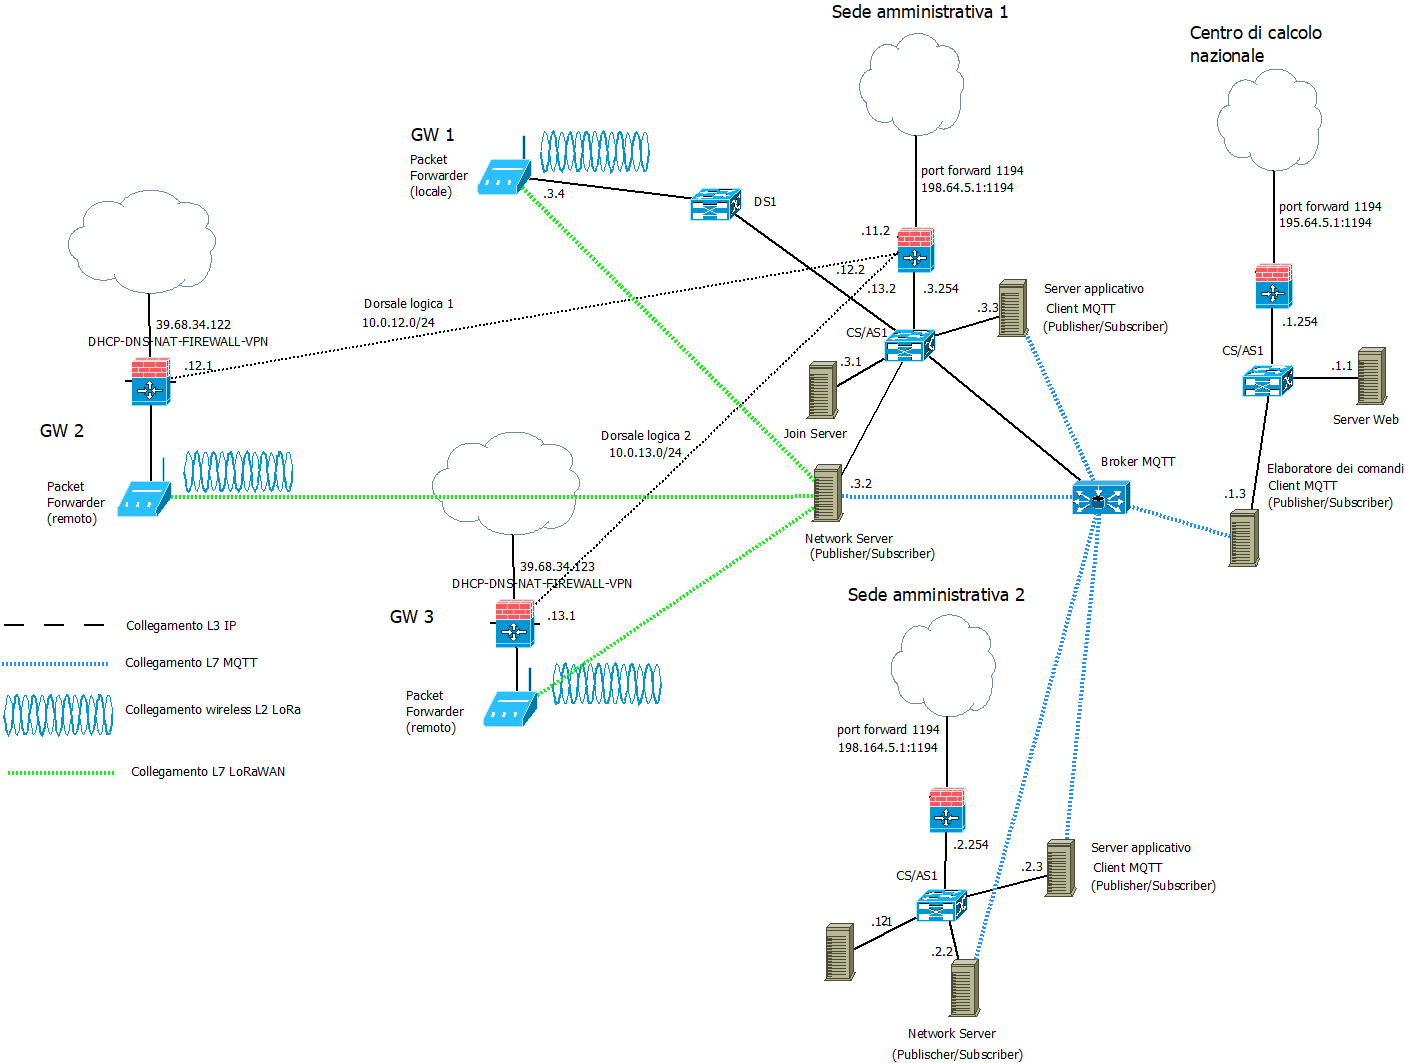 Sede amministrativa 1
Centro di calcolo
nazionale
GW 1
Packet
Forwarder
(locale)
.3.4
DS1
port forward 1194
198.64.5.1:1194
port forward 1194
195.64.5.1:1194
.11.2
.12.2
.13.2
.3.254
Server applicativo
Client MQTT
(Publisher/Subscriber)
.3.3
CS/AS1
.3.1
Join Server
.1.254
CS/AS1
.1.1
Server Web
Dorsale logica 1
10.0.12.0/24
39.68.34.122
DHCP-DNS-NAT-FIREWALL-VPN
.12.1
GW 2
Packet
Forwarder
(remoto)
Dorsale logica 2
10.0.13.0/24
Broker MQTT
.3.2
Network Server
(Publisher/Subscriber)
Elaboratore dei comandi
Client MQTT
(Publisher/Subscriber)
.1.3
39.68.34.123
DHCP-DNS-NAT-FIREWALL-VPN
GW 3
.13.1
Packet
Forwarder
(remoto)
Sede amministrativa 2
port forward 1194
198.164.5.1:1194
.2.254
CS/AS1
.2.3
Server applicativo
Client MQTT
(Publisher/Subscriber)
.2.2
Network Server
(Publischer/Subscriber)
Collegamento L3 IP
Collegamento L7 MQTT
Collegamento wireless L2 LoRa
Collegamento L7 LoRaWAN